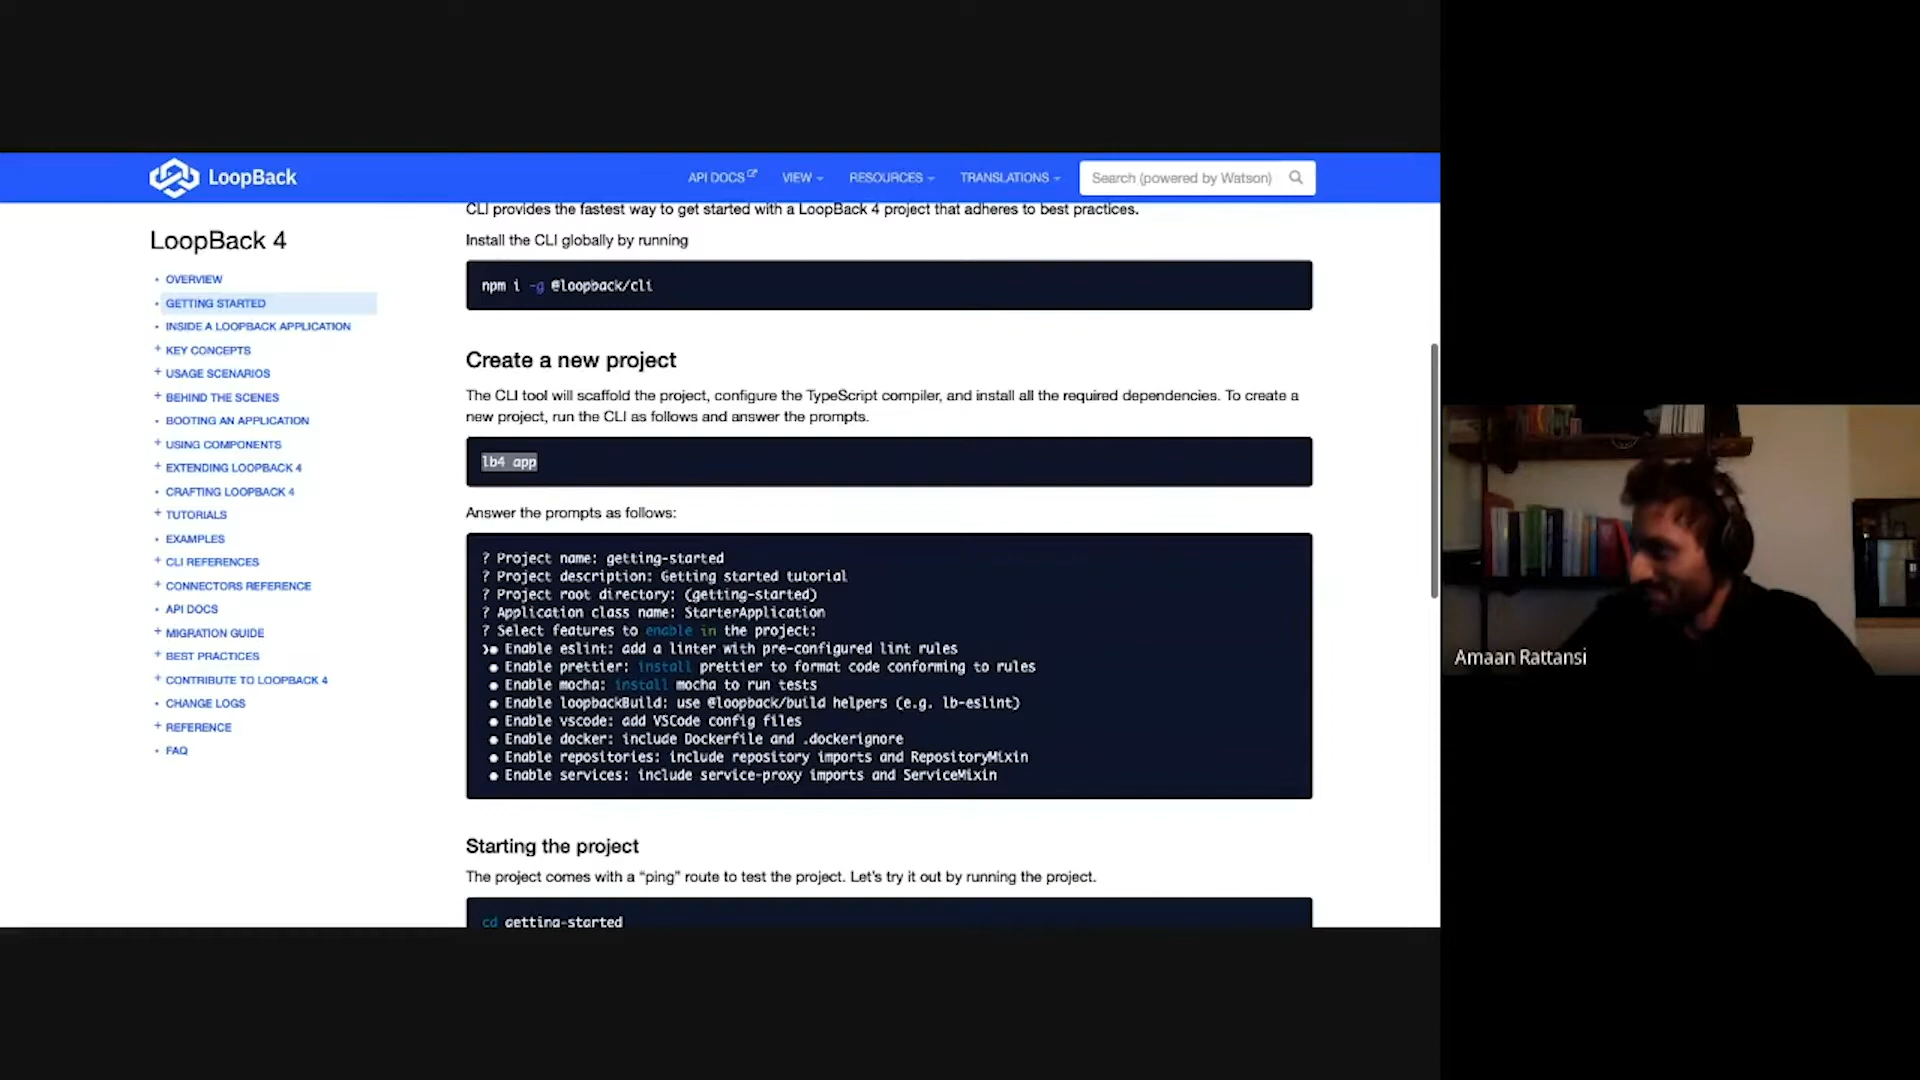 LoopBack
API DOCS
VIEW
RESOURCES
TRANSLATIONS
Search (powered by Watson)
LoopBack 4
OVERVIEW
GETTING STARTED
INSIDE A LOOPBACK APPLICATION
KEY CONCEPTS
USAGE SCENARIOS
BEHIND THE SCENES
BOOTING AN APPLICATION
USING COMPONENTS
EXTENDING LOOPBACK 4
CRAFTING LOOPBACK 4
TUTORIALS
EXAMPLES
CLI REFERENCES
CONNECTORS REFERENCE
API DOCS
MIGRATION GUIDE
BEST PRACTICES
CONTRIBUTE TO LOOPBACK 4
CHANGE LOGS
REFERENCE
FAQ
CLI provides the fastest way to get started with a LoopBack 4 project that adheres to best practices.
Install the CLI globally by running
npm i -g @loopback/cli
Create a new project
The CLI tool will scaffold the project, configure the TypeScript compiler, and install all the required dependencies. To create a
new project, run the CLI as follows and answer the prompts.
lb4 app
Answer the prompts as follows:
? Project name: getting-started
? Project description: Getting started tutorial
? Project root directory: (getting-started)
? Application class name: StarterApplication
? Select features to enable in the project:
❯◉ Enable eslint: add a linter with pre-configured lint rules
◉ Enable prettier: install prettier to format code conforming to rules
◉ Enable mocha: install mocha to run tests
◉ Enable loopbackBuild: use @loopback/build helpers (e.g. lb-eslint)
◉ Enable vscode: add VSCode config files
◉ Enable docker: include Dockerfile and .dockerignore
◉ Enable repositories: include repository imports and RepositoryMixin
◉ Enable services: include service-proxy imports and ServiceMixin
Starting the project
The project comes with a “ping” route to test the project. Let’s try it out by running the project.
cd getting-started
Amaan Rattansi